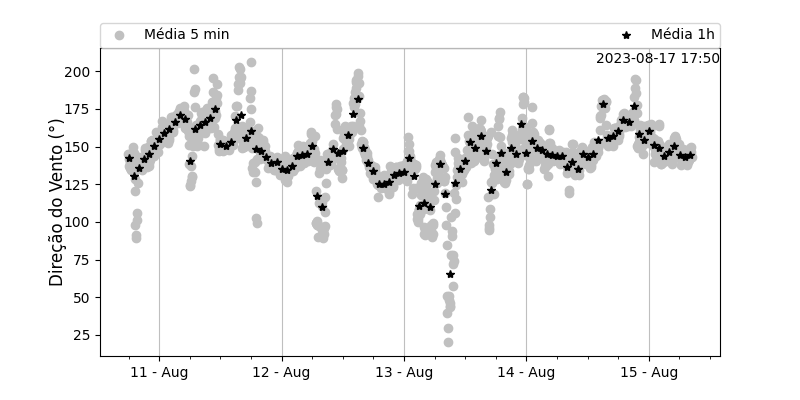 Média 5 min
Média 1h
2023-08-17 17:50
Direção do Vento (°)
200
175
150
125
100
75
50
25
11 - Aug
12 - Aug
13 - Aug
14 - Aug
15 - Aug